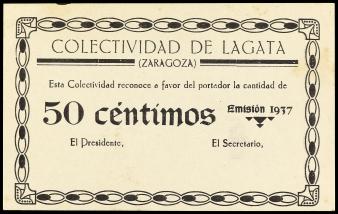 COLECTIVIDAD DE LAGATA
(ZARAGOZA)
Esta Colectividad reconoce a favor del portador la cantidad de
50 céntimos Emisión 1937
El Presidente, El Secretario,